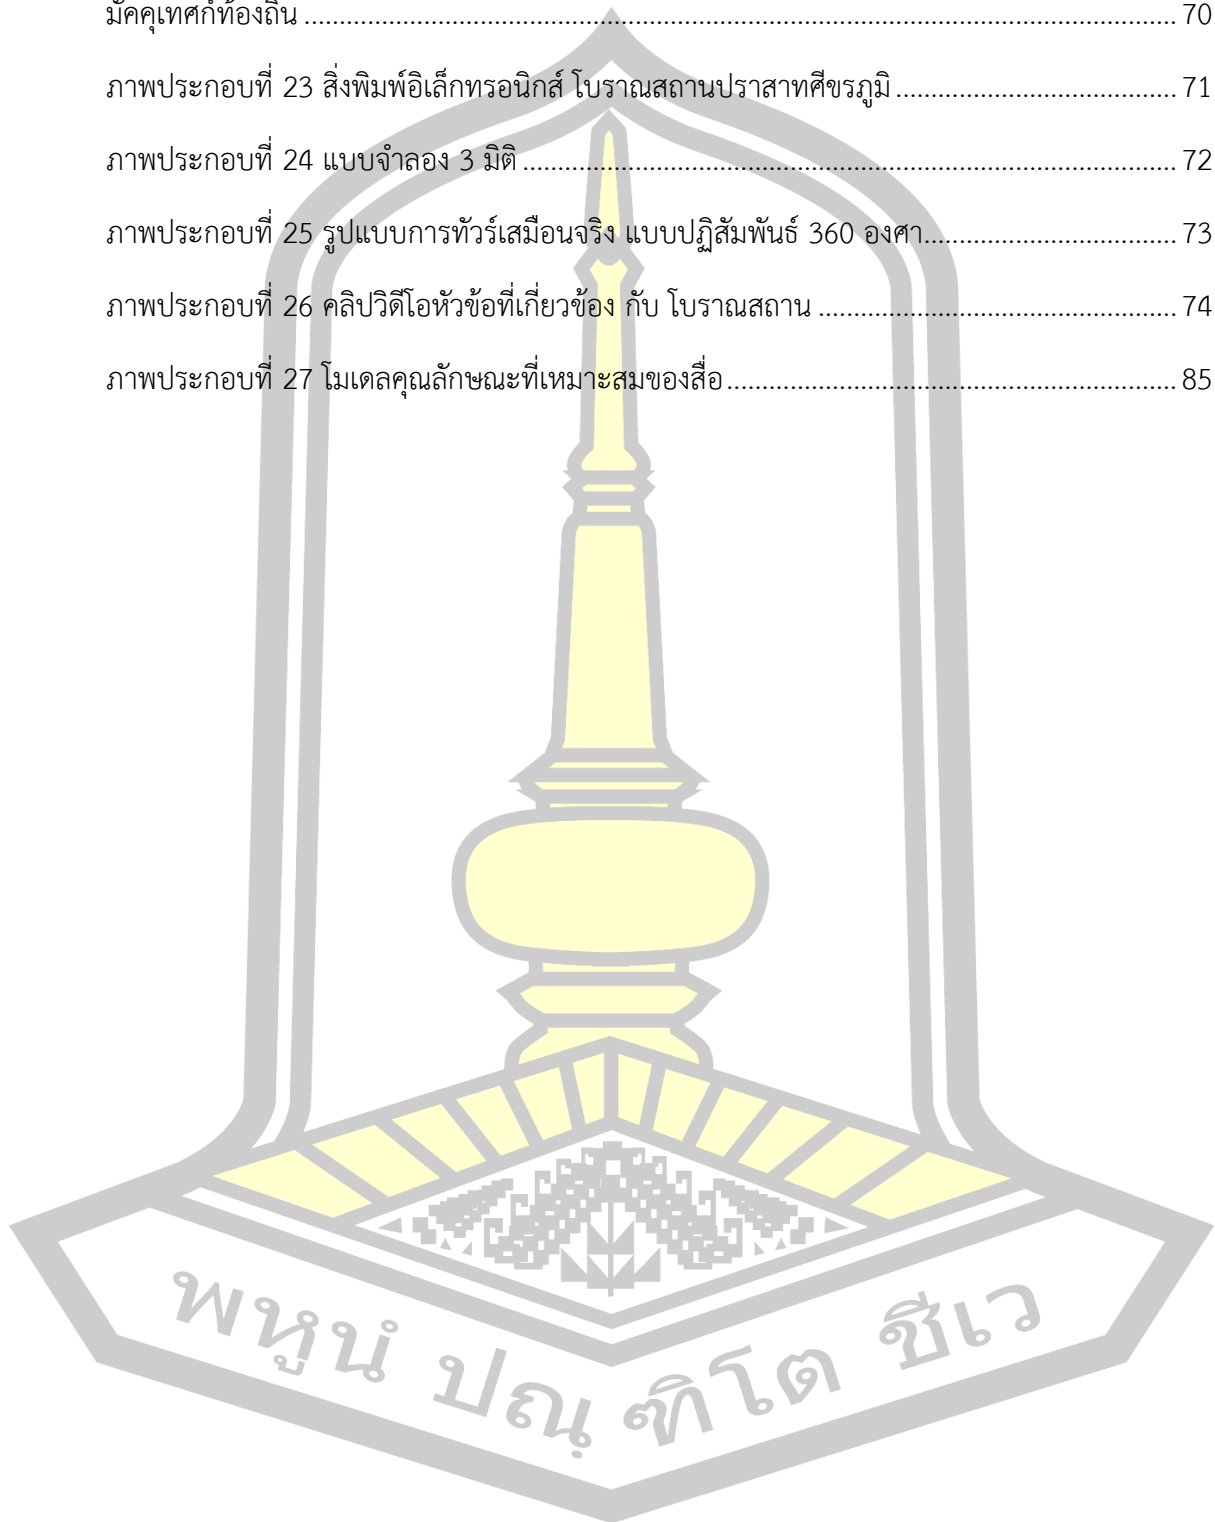 มัคคุเทศก์ท้องถิ่น ........................................................................................................................ 70
ภาพประกอบที่ 23 สิ่งพิมพ์อิเล็กทรอนิกส์ โบราณสถานปราสาทศีขรภูมิ ....................................... 71
ภาพประกอบที่ 24 แบบจำลอง 3 มิติ .......................................................................................... 72
ภาพประกอบที่ 25 รูปแบบการทัวร์เสมือนจริง แบบปฏิสัมพันธ์ 360 องศา................................... 73
ภาพประกอบที่ 26 คลิปวิดีโอหัวข้อที่เกี่ยวข้อง กับ โบราณสถาน ................................................. 74
ภาพประกอบที่ 27 โมเดลคุณลักษณะที่เหมาะสมของสื่อ .............................................................. 85
พหูนํ ปณฺฑิโต ชีเว